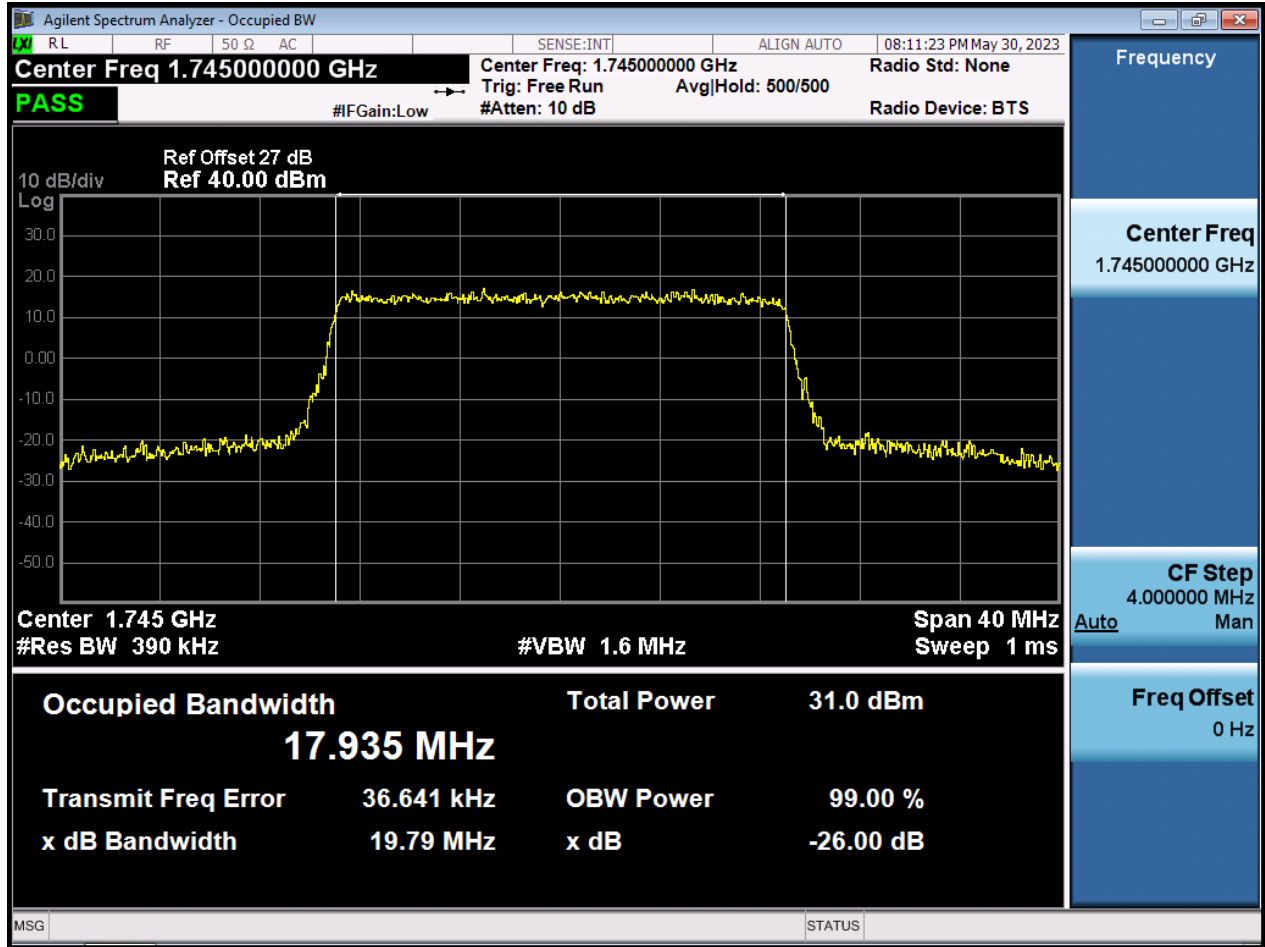 Agilent Spectrum Analyzer - Occupied BW
LXI RL RF 50 Ω AC SENSE:INT ALIGN AUTO 08:11:23 PM May 30, 2023
Center Freq 1.745000000 GHz
Center Freq: 1.745000000 GHz
Radio Std: None
Trig: Free Run Avg|Hold: 500/500
PASS
#IFGain:Low
#Atten: 10 dB
Radio Device: BTS
Ref Offset 27 dB
10 dB/div Ref 40.00 dBm
Log
30.0
20.0
10.0
0.00
-10.0
-20.0
-30.0
-40.0
-50.0
Center 1.745 GHz Span 40 MHz
#Res BW 390 kHz #VBW 1.6 MHz Sweep 1 ms
Occupied Bandwidth Total Power 31.0 dBm
17.935 MHz
Transmit Freq Error 36.641 kHz OBW Power 99.00 %
x dB Bandwidth 19.79 MHz x dB -26.00 dB
MSG STATUS
Frequency
Center Freq
1.745000000 GHz
CF Step
4.000000 MHz
Auto Man
Freq Offset
0 Hz